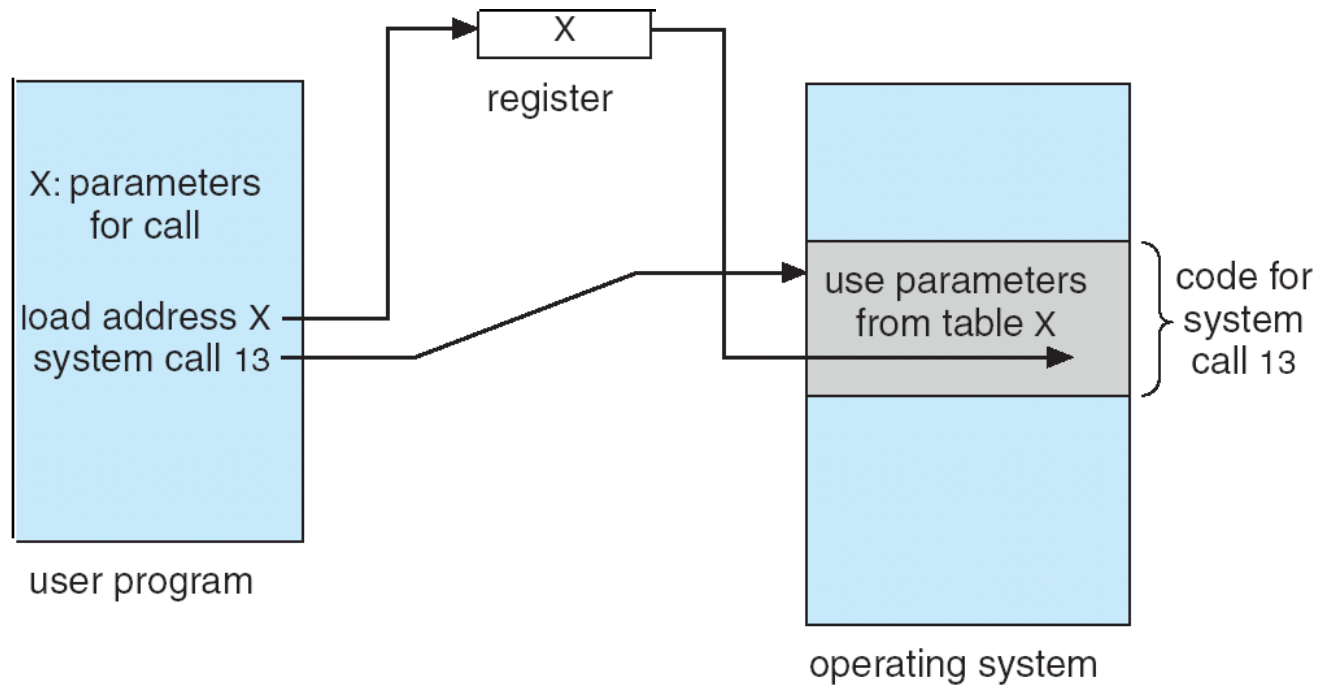 X
register
X: parameters
for call
load address X
system call 13
user program
use parameters
from table X
code for
system
call 13
operating system